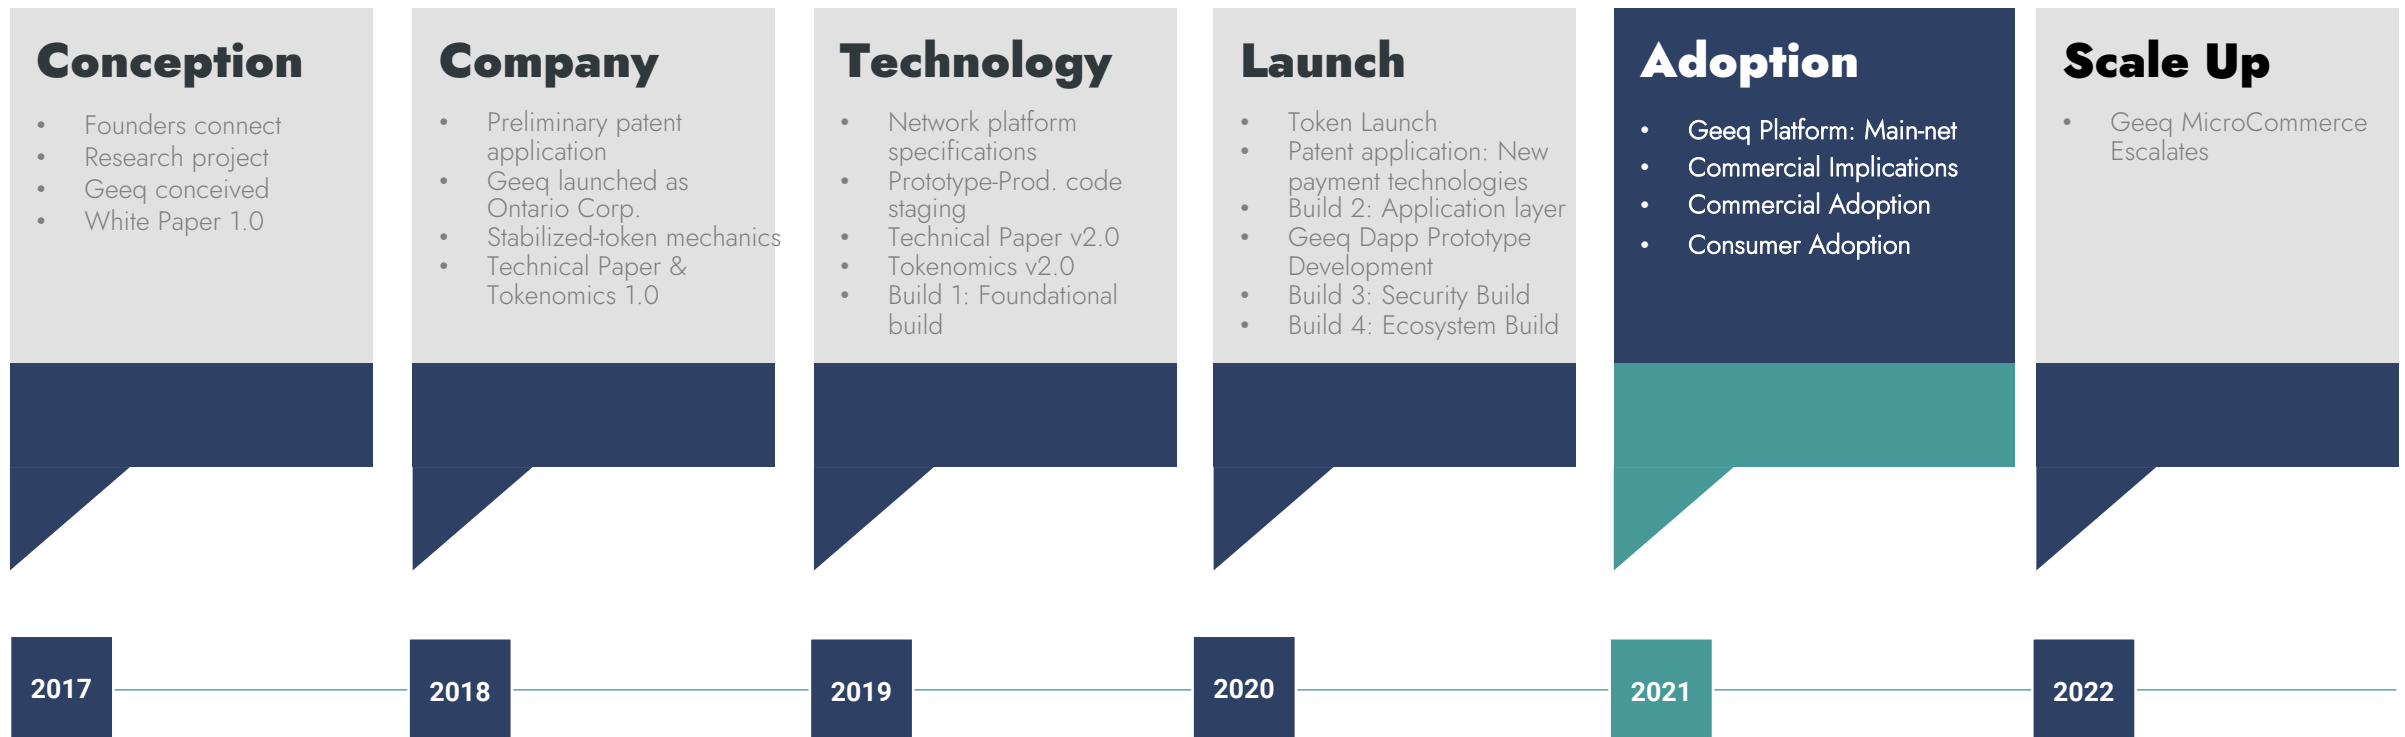 Conception
• Founders connect
• Research project
• Geeq conceived
• White Paper 1.0
Company
• Preliminary patent
application
• Geeq launched as
Ontario Corp.
• Stabilized-token mechanics
• Technical Paper &
Tokenomics 1.0
Technology
• Network platform
specifications
• Prototype-Prod. code
staging
• Technical Paper v2.0
• Tokenomics v2.0
• Build 1: Foundational
build
Launch
• Token Launch
• Patent application: New
payment technologies
• Build 2: Application layer
• Geeq Dapp Prototype
Development
• Build 3: Security Build
• Build 4: Ecosystem Build
Adoption
• Geeq Platform: Main-net
• Commercial Implications
• Commercial Adoption
• Consumer Adoption
Scale Up
• Geeq MicroCommerce
Escalates
2017
2018
2019
2020
2021
2022